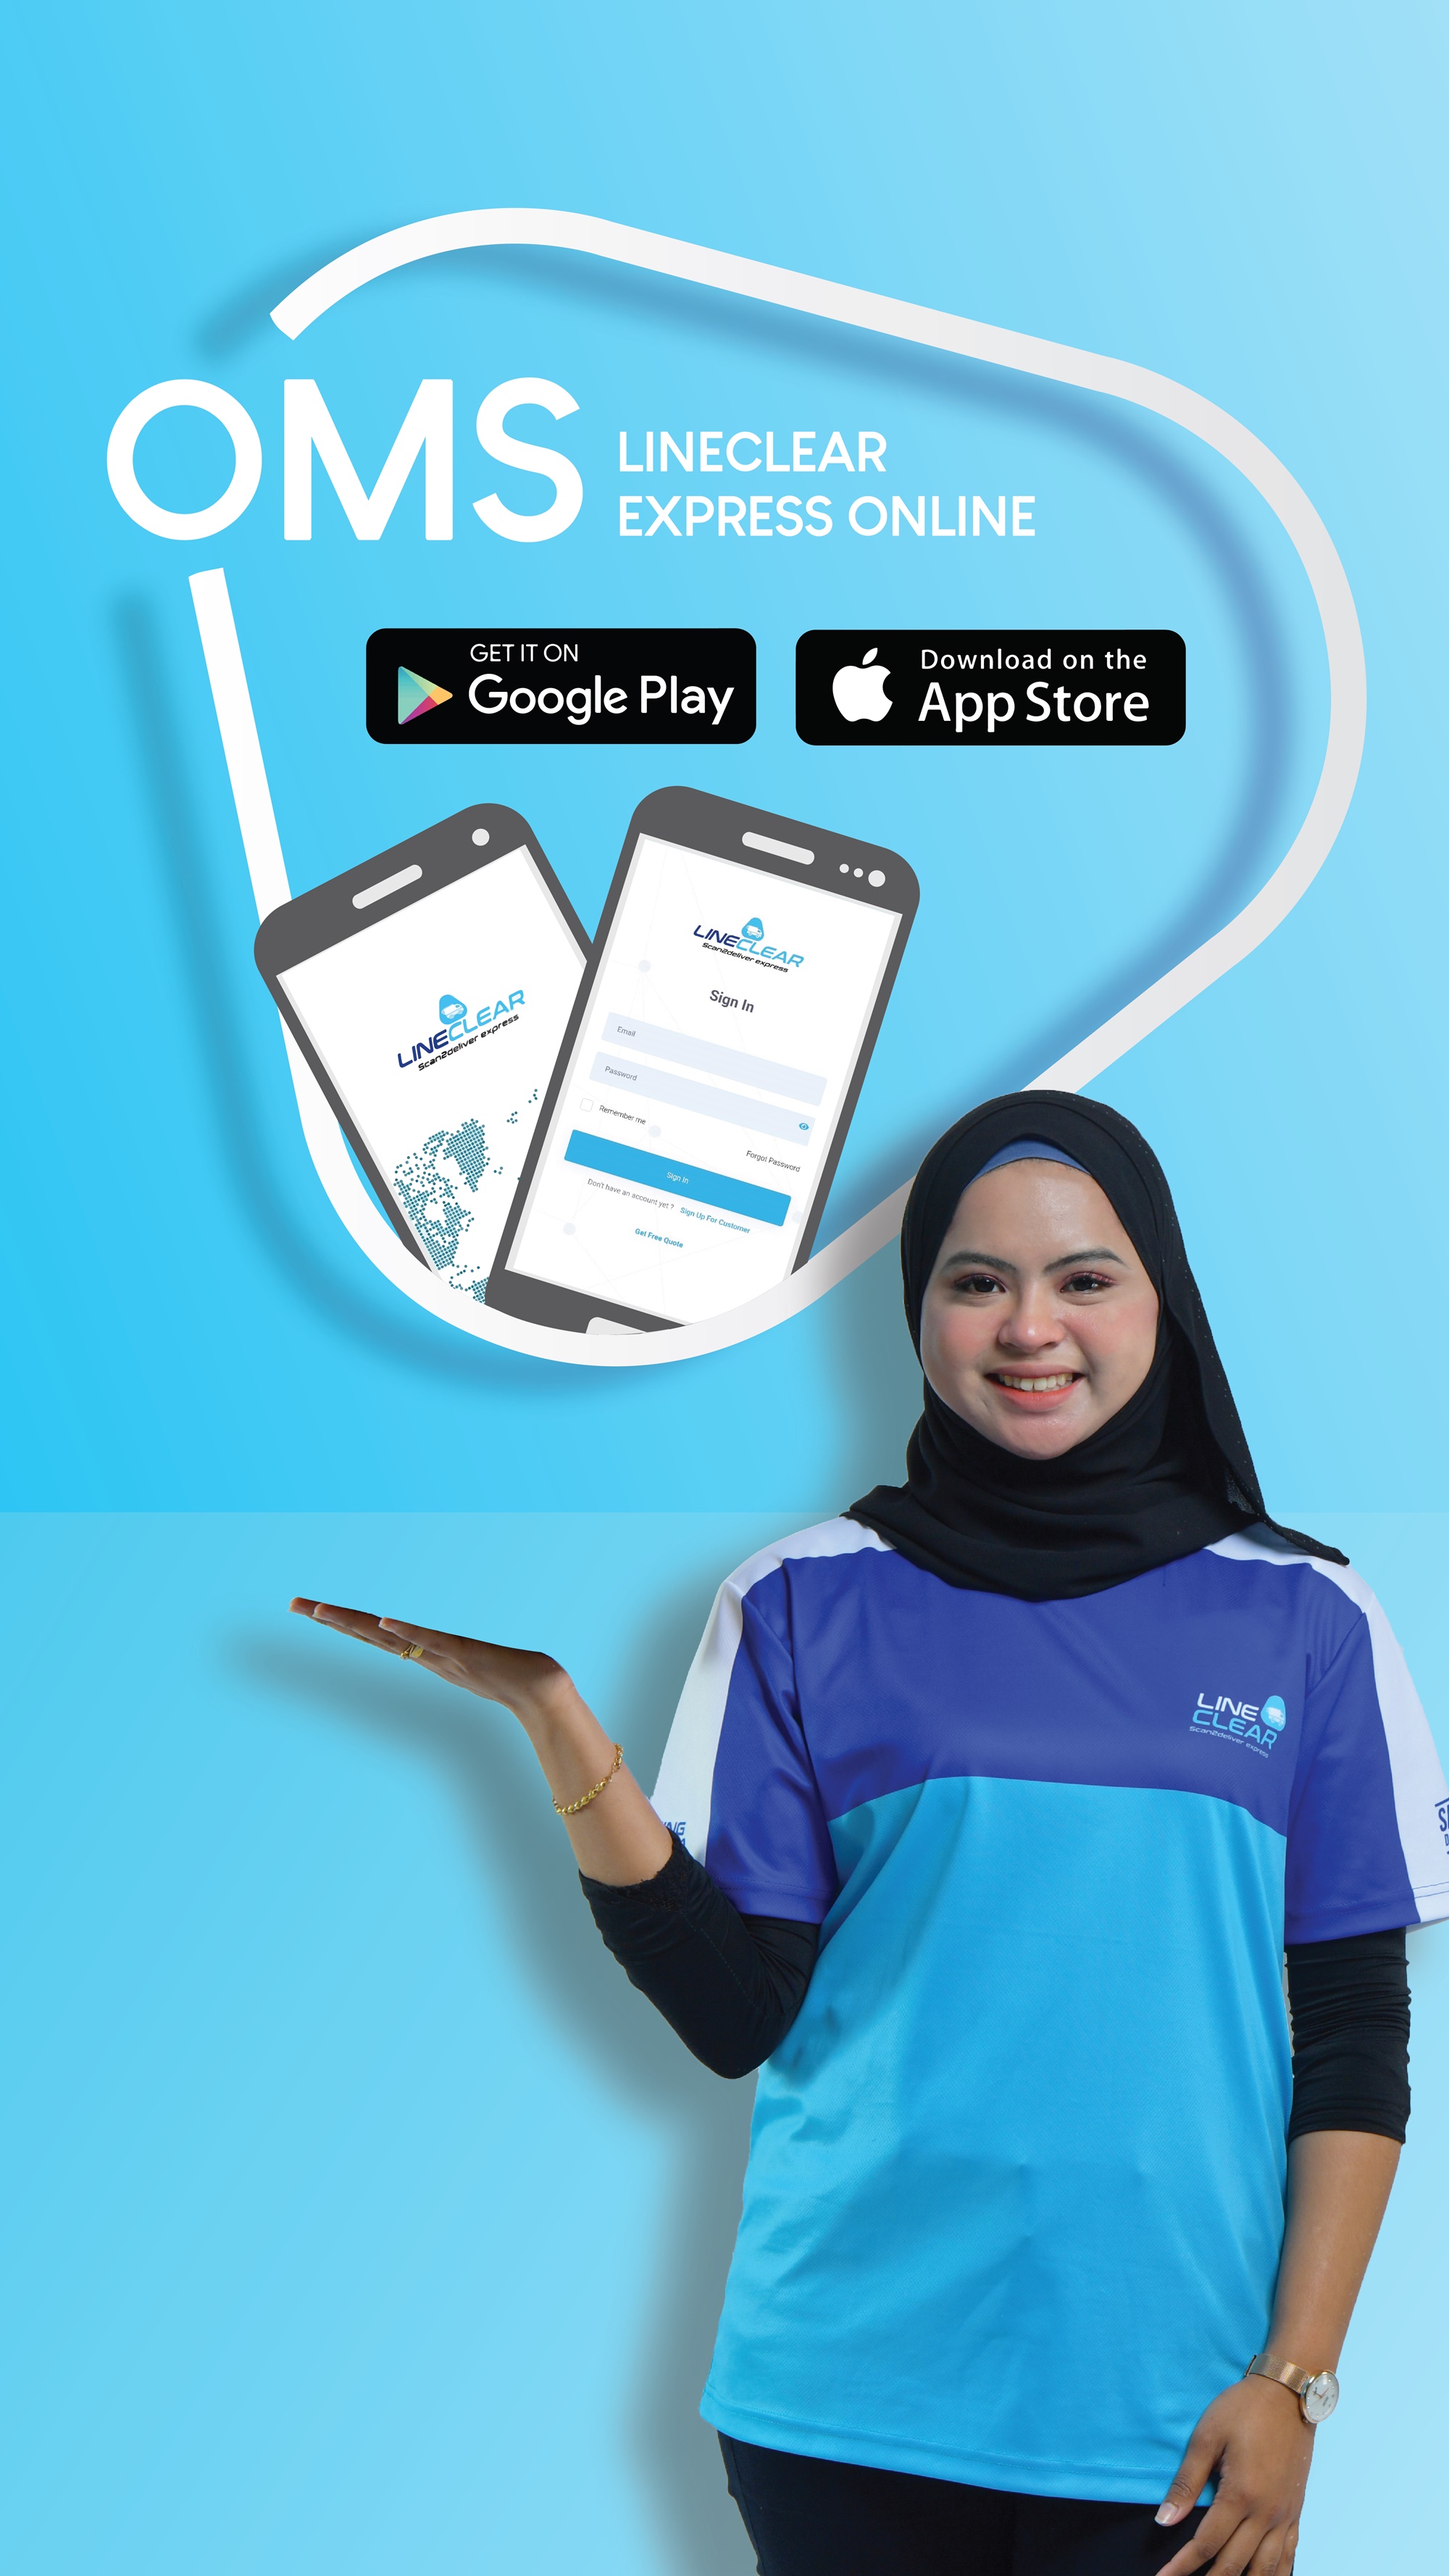 OMS
LINECLEAR
EXPRESS ONLINE
GET IT ON
Google Play
Download on the
App Store
LINECLEAR
Scan2deliver express
LINECLEAR
Scan2deliver express
Sign In
Email
Password
Remember me
Forgot Password
Sign In
Don't have an account yet ? Sign Up For Customer
Get Free Quote
LINE
CLEAR
Scan2deliver express